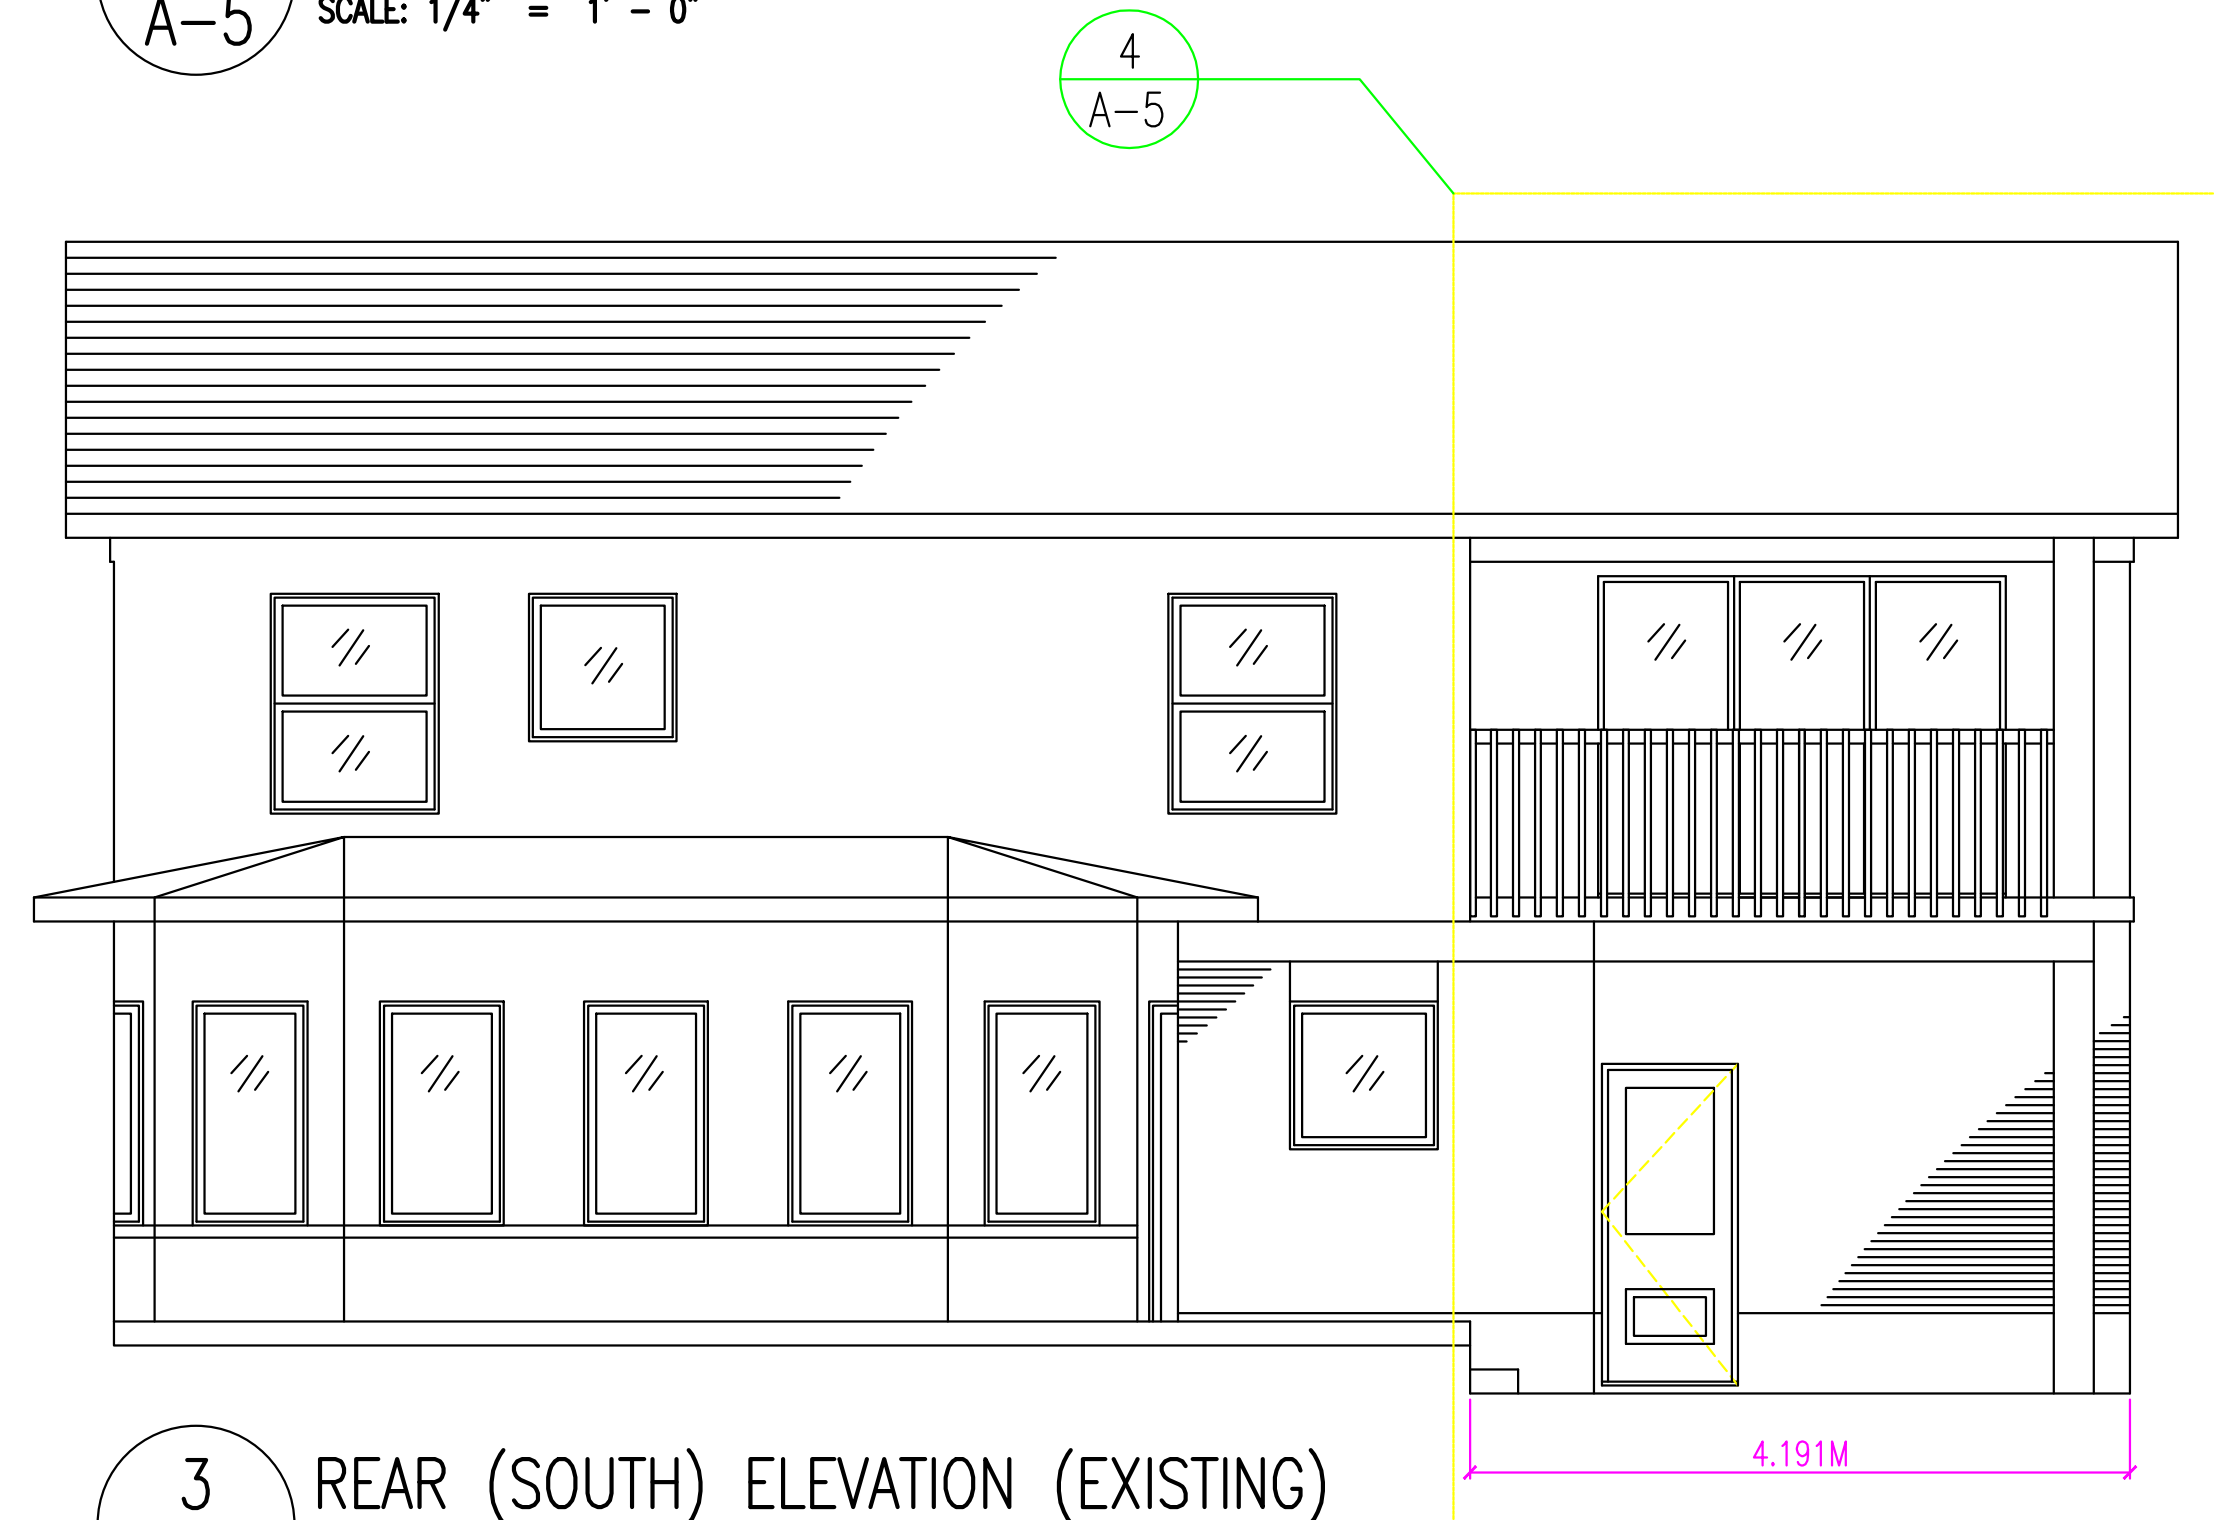 A-5
SCALE: 1/4" = 1' - 0"
4
A-5
4.191M
3
REAR (SOUTH) ELEVATION (EXISTING)